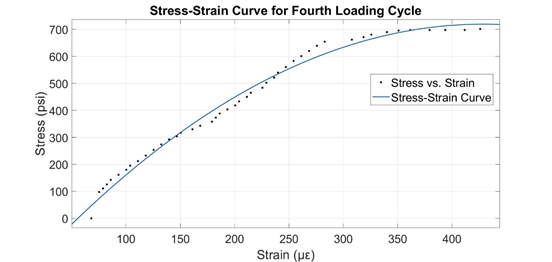 Stress-Strain Curve for Fourth Loading Cycle
700
600
500
400
300
200
100
0
Stress (psi)
Stress vs. Strain
Stress-Strain Curve
100 150 200 250 300 350 400
Strain (με)